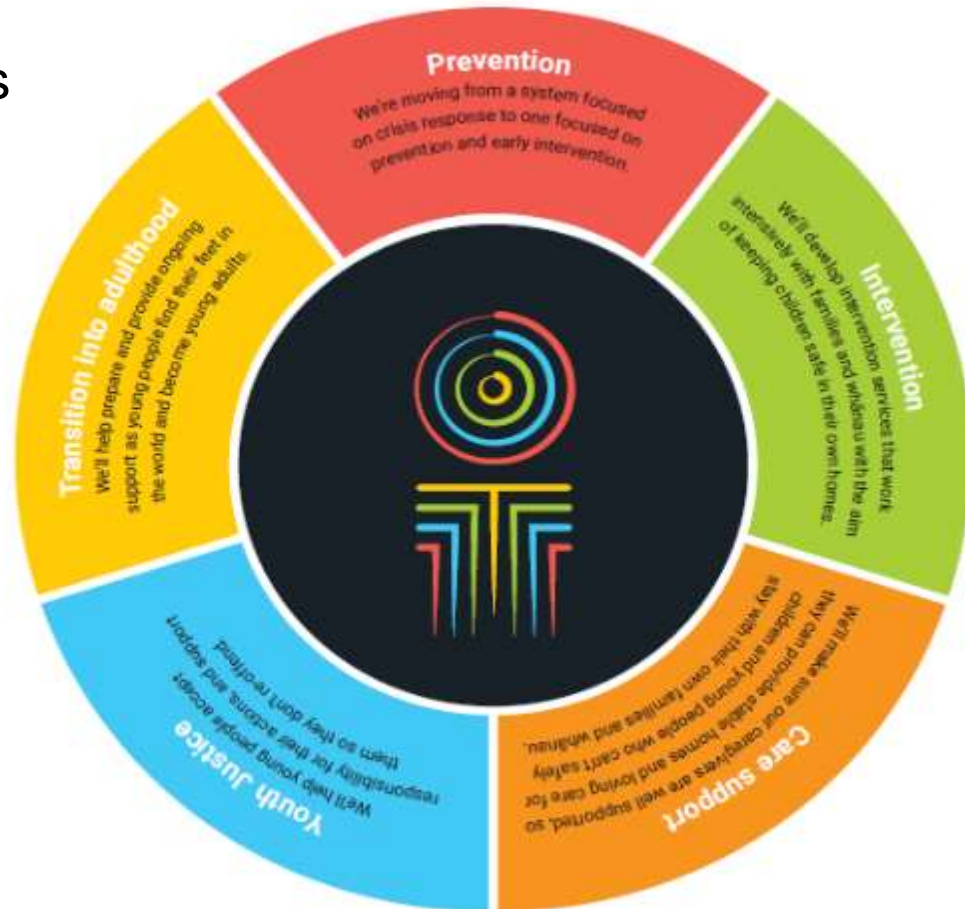 s
Prevention
We're moving from a system focused
on crisis response to one focused on
prevention and early intervention.
Intervention
We'll develop intervention services that work
intensively with families and whānau with the aim
of keeping children safe in their own homes.
Care support
We'll make sure our caregivers are well supported, so
they can provide stable homes and loving care for
children and young people who can't safely
stay with their own families and whānau.
Youth Justice
We'll help young people accept
responsibility for their actions, and support
them so they don't re-offend.
Transition into adulthood
We'll help prepare and provide ongoing
support as young people find their feet in
the world and become young adults.